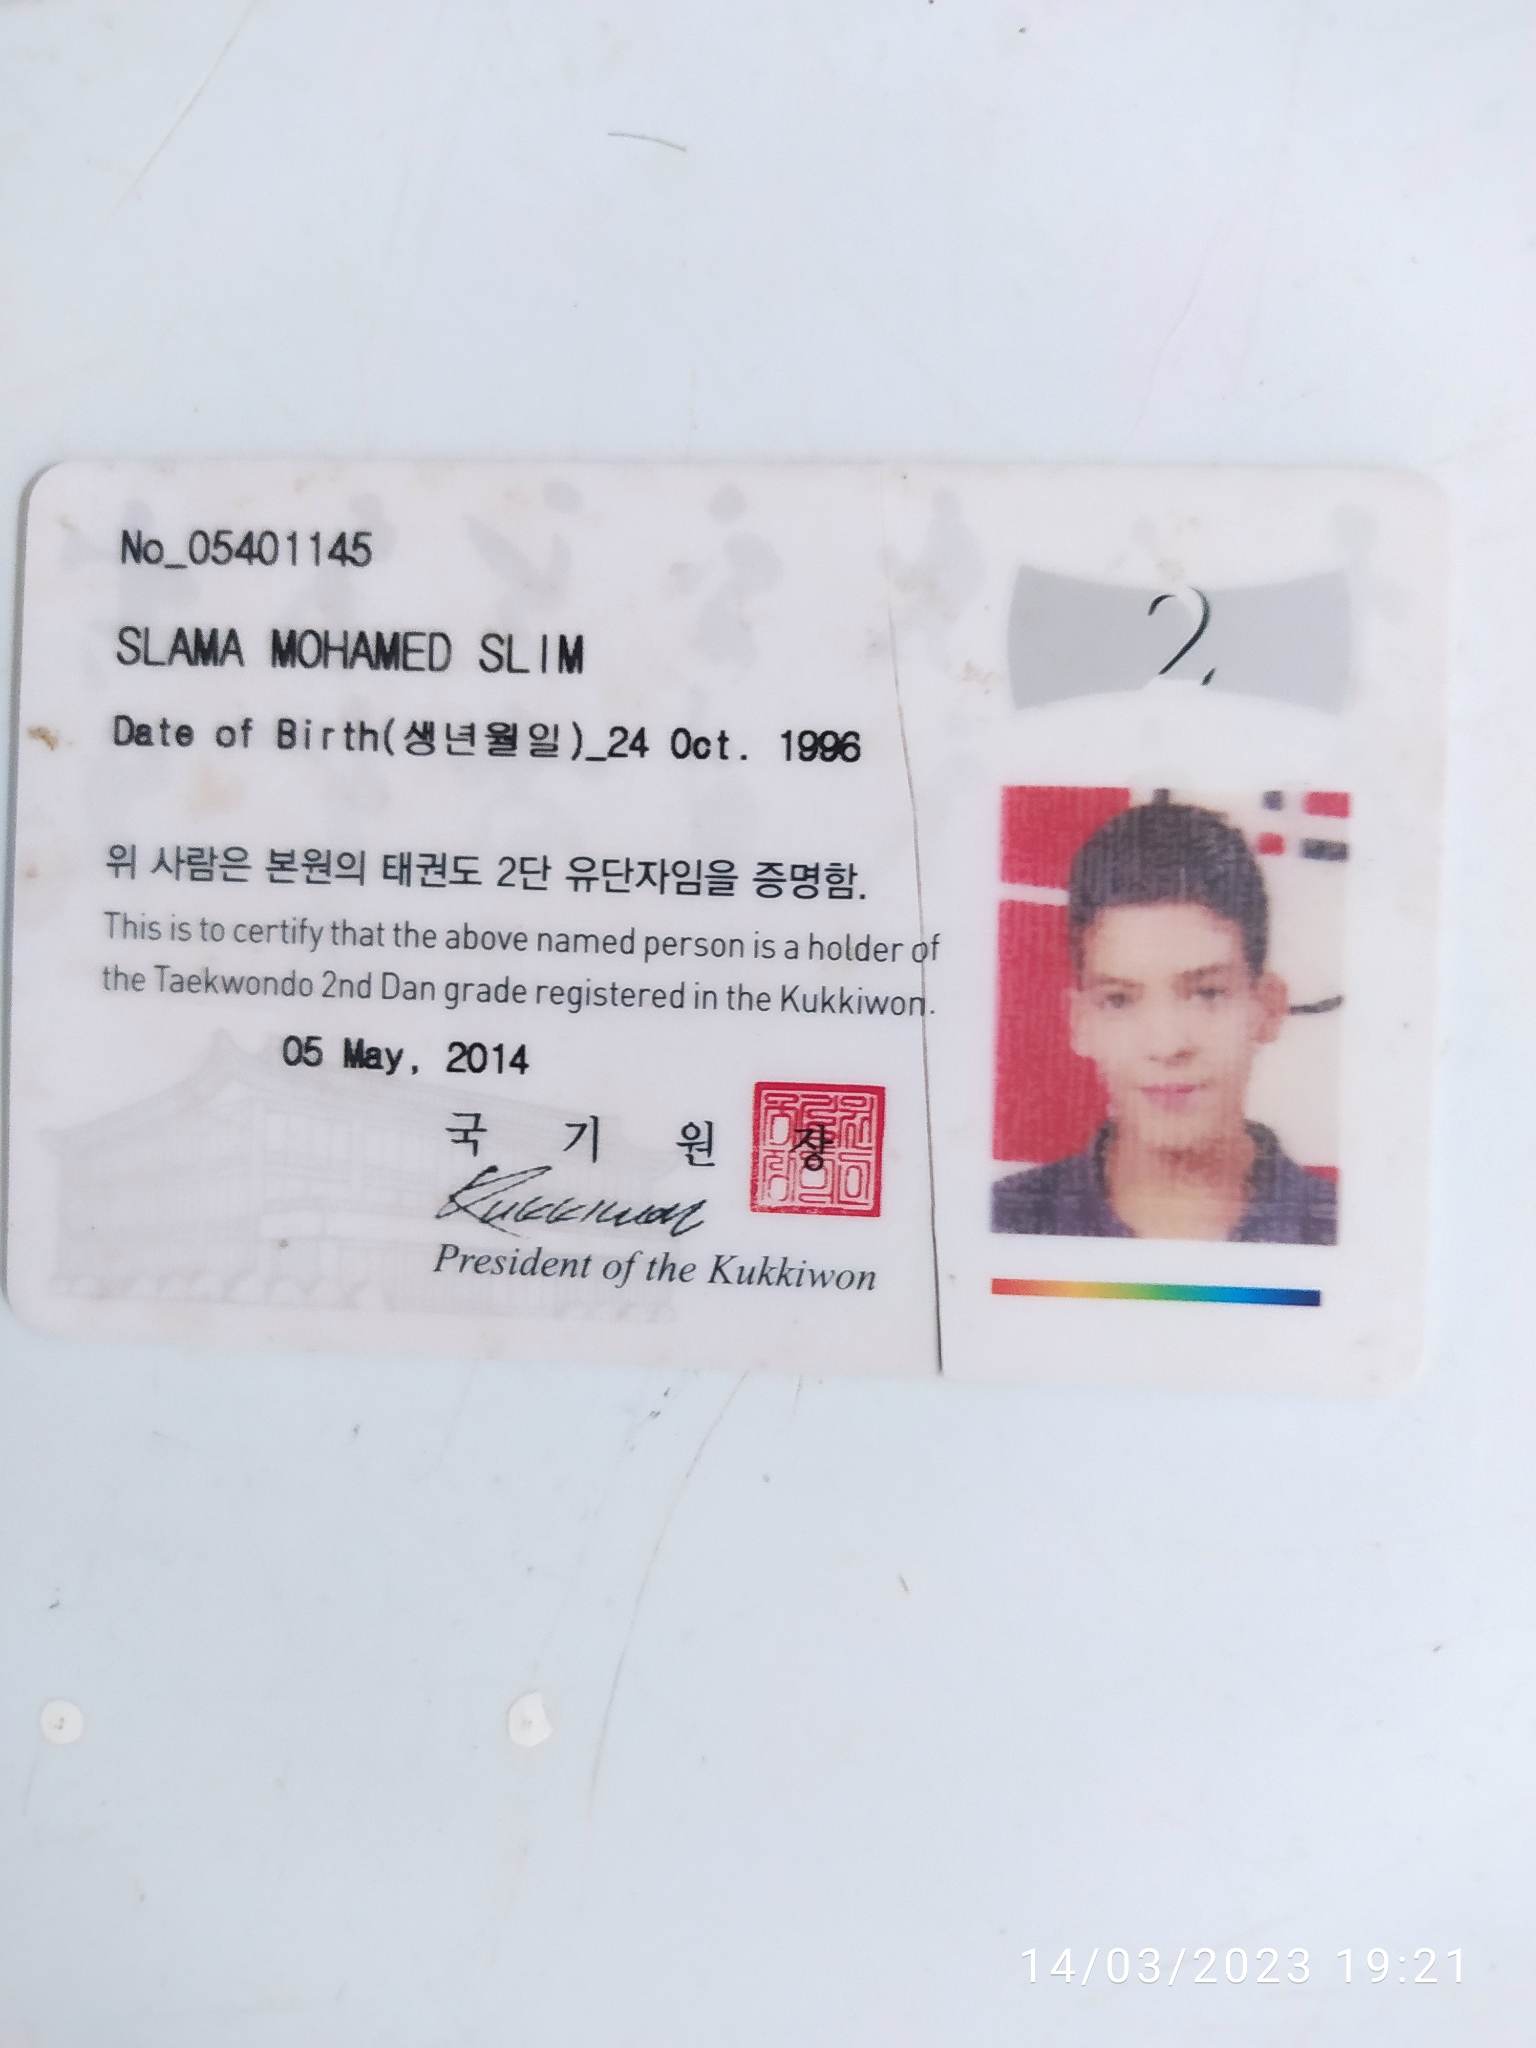 No_05401145
SLAMA MOHAMED SLIM
Date of Birth(생년월일)_24 Oct. 1996
위 사람은 본원의 태권도 2단 유단자임을 증명함.
This is to certify that the above named person is a holder of
the Taekwondo 2nd Dan grade registered in the Kukkiwon.
05 May, 2014
국 기 원 장
Kukkiwon
President of the Kukkiwon
2
14/03/2023 19:21